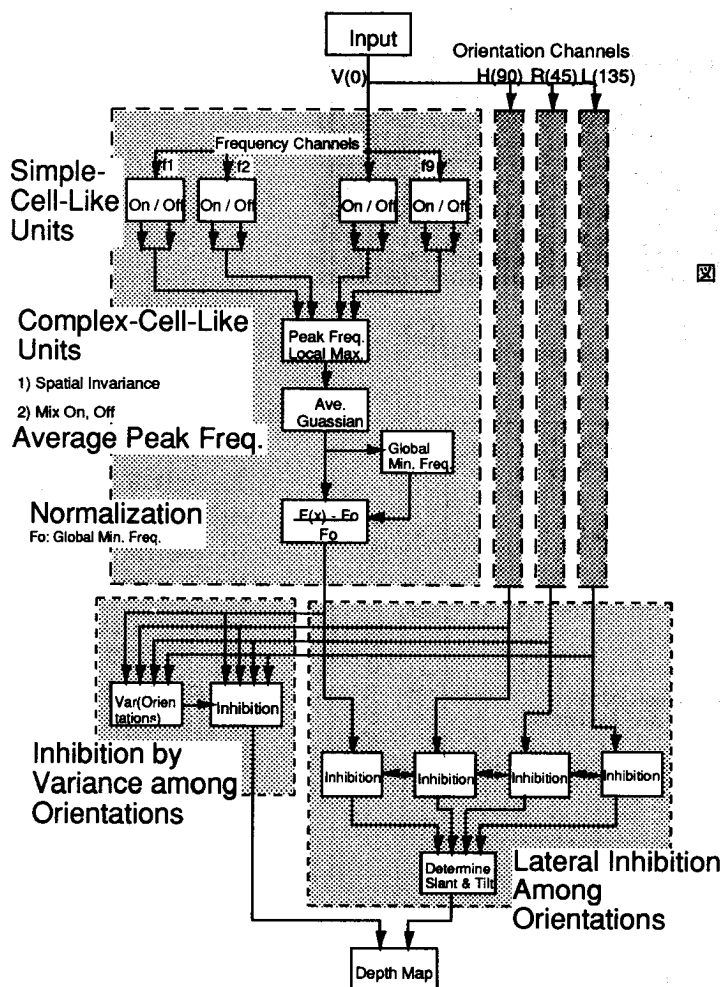 Input
Orientation Channels
V(0)
H(90) R(45) L(135)
Frequency Channels
f1
f2
f9
Simple-
Cell-Like
Units
On / Off
On / Off
On / Off
On / Off
図
Complex-Cell-Like
Units
1) Spatial Invariance
2) Mix On, Off
Peak Freq.
Local Max.
Ave.
Guassian
Average Peak Freq.
Global
Min. Freq.
Normalization
Fo: Global Min. Freq.
F(x) - Fo
Fo
Var(Orien
tations)
Inhibition
Inhibition by
Variance among
Orientations
Inhibition
Inhibition
Inhibition
Inhibition
Determine
Slant & Tilt
Lateral Inhibition
Among
Orientations
Depth Map